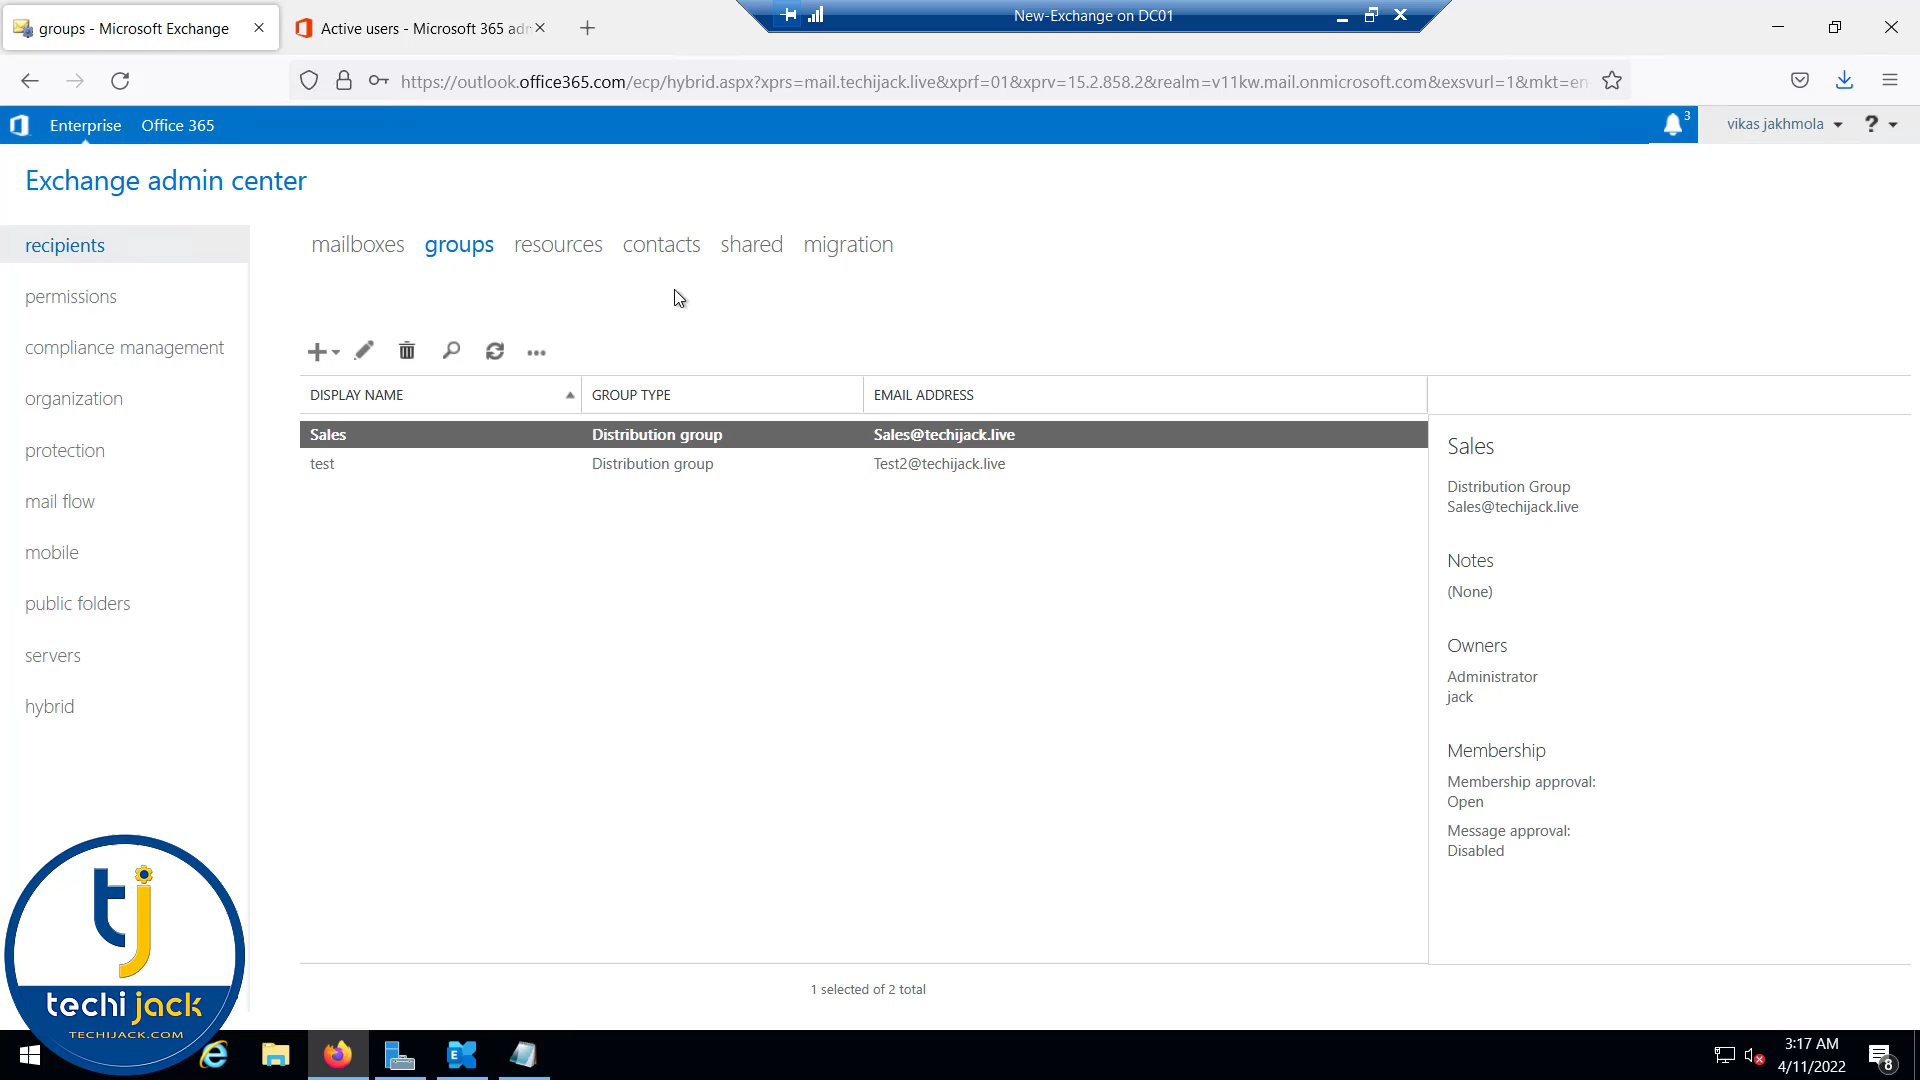 groups - Microsoft Exchange
Active users - Microsoft 365 adm
New-Exchange on DC01
https://outlook.office365.com/ecp/hybrid.aspx?xprs=mail.techijack.live&xprf=01&xprv=15.2.858.2&realm=v11kw.mail.onmicrosoft.com&exsvurl=1&mkt=en
Enterprise Office 365
3
vikas jakhmola
?
Exchange admin center
recipients
permissions
compliance management
organization
protection
mail flow
mobile
public folders
servers
hybrid
mailboxes groups resources contacts shared migration
DISPLAY NAME GROUP TYPE EMAIL ADDRESS
Sales Distribution group Sales@techijack.live
test Distribution group Test2@techijack.live
1 selected of 2 total
Sales
Distribution Group
Sales@techijack.live
Notes
(None)
Owners
Administrator
jack
Membership
Membership approval:
Open
Message approval:
Disabled
tj
techi jack
TECHIJACK.COM
3:17 AM
4/11/2022
8